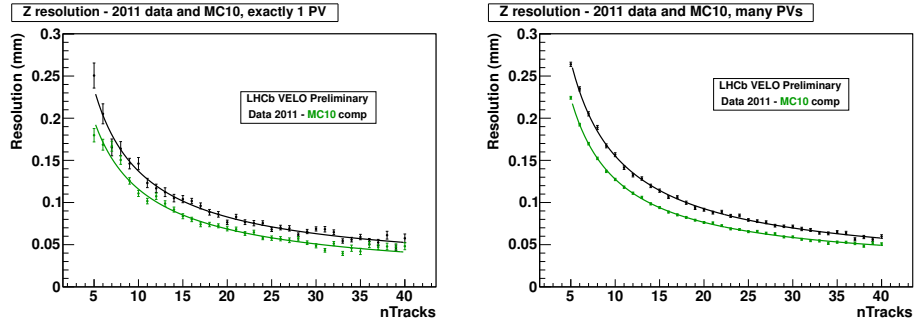 Z resolution - 2011 data and MC10, exactly 1 PV
Resolution (mm)
0.3
0.25
0.2
0.15
0.1
0.05
0
LHCb VELO Preliminary
Data 2011 - MC10 comp
5 10 15 20 25 30 35 40
nTracks
Z resolution - 2011 data and MC10, many PVs
Resolution (mm)
0.3
0.25
0.2
0.15
0.1
0.05
0
LHCb VELO Preliminary
Data 2011 - MC10 comp
5 10 15 20 25 30 35 40
nTracks